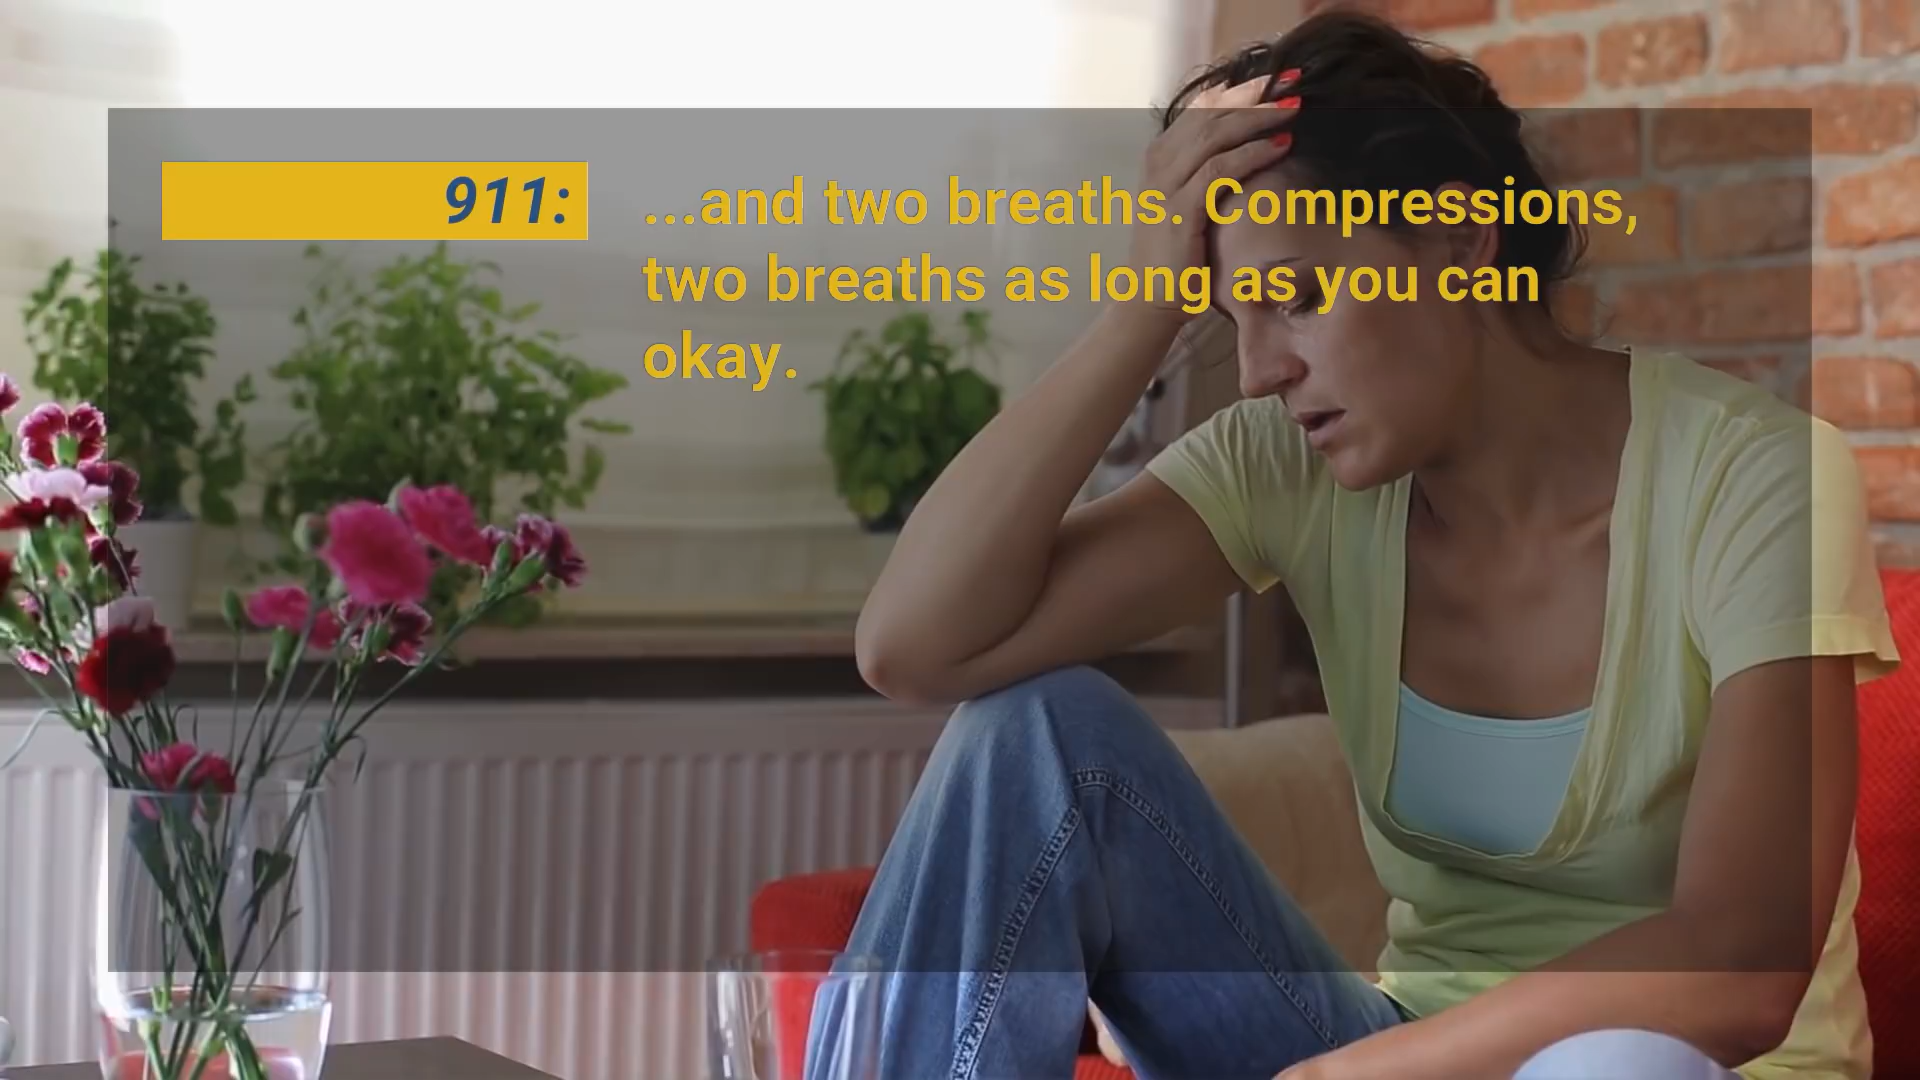 911: ...and two breaths. Compressions,
two breaths as long as you can
okay.